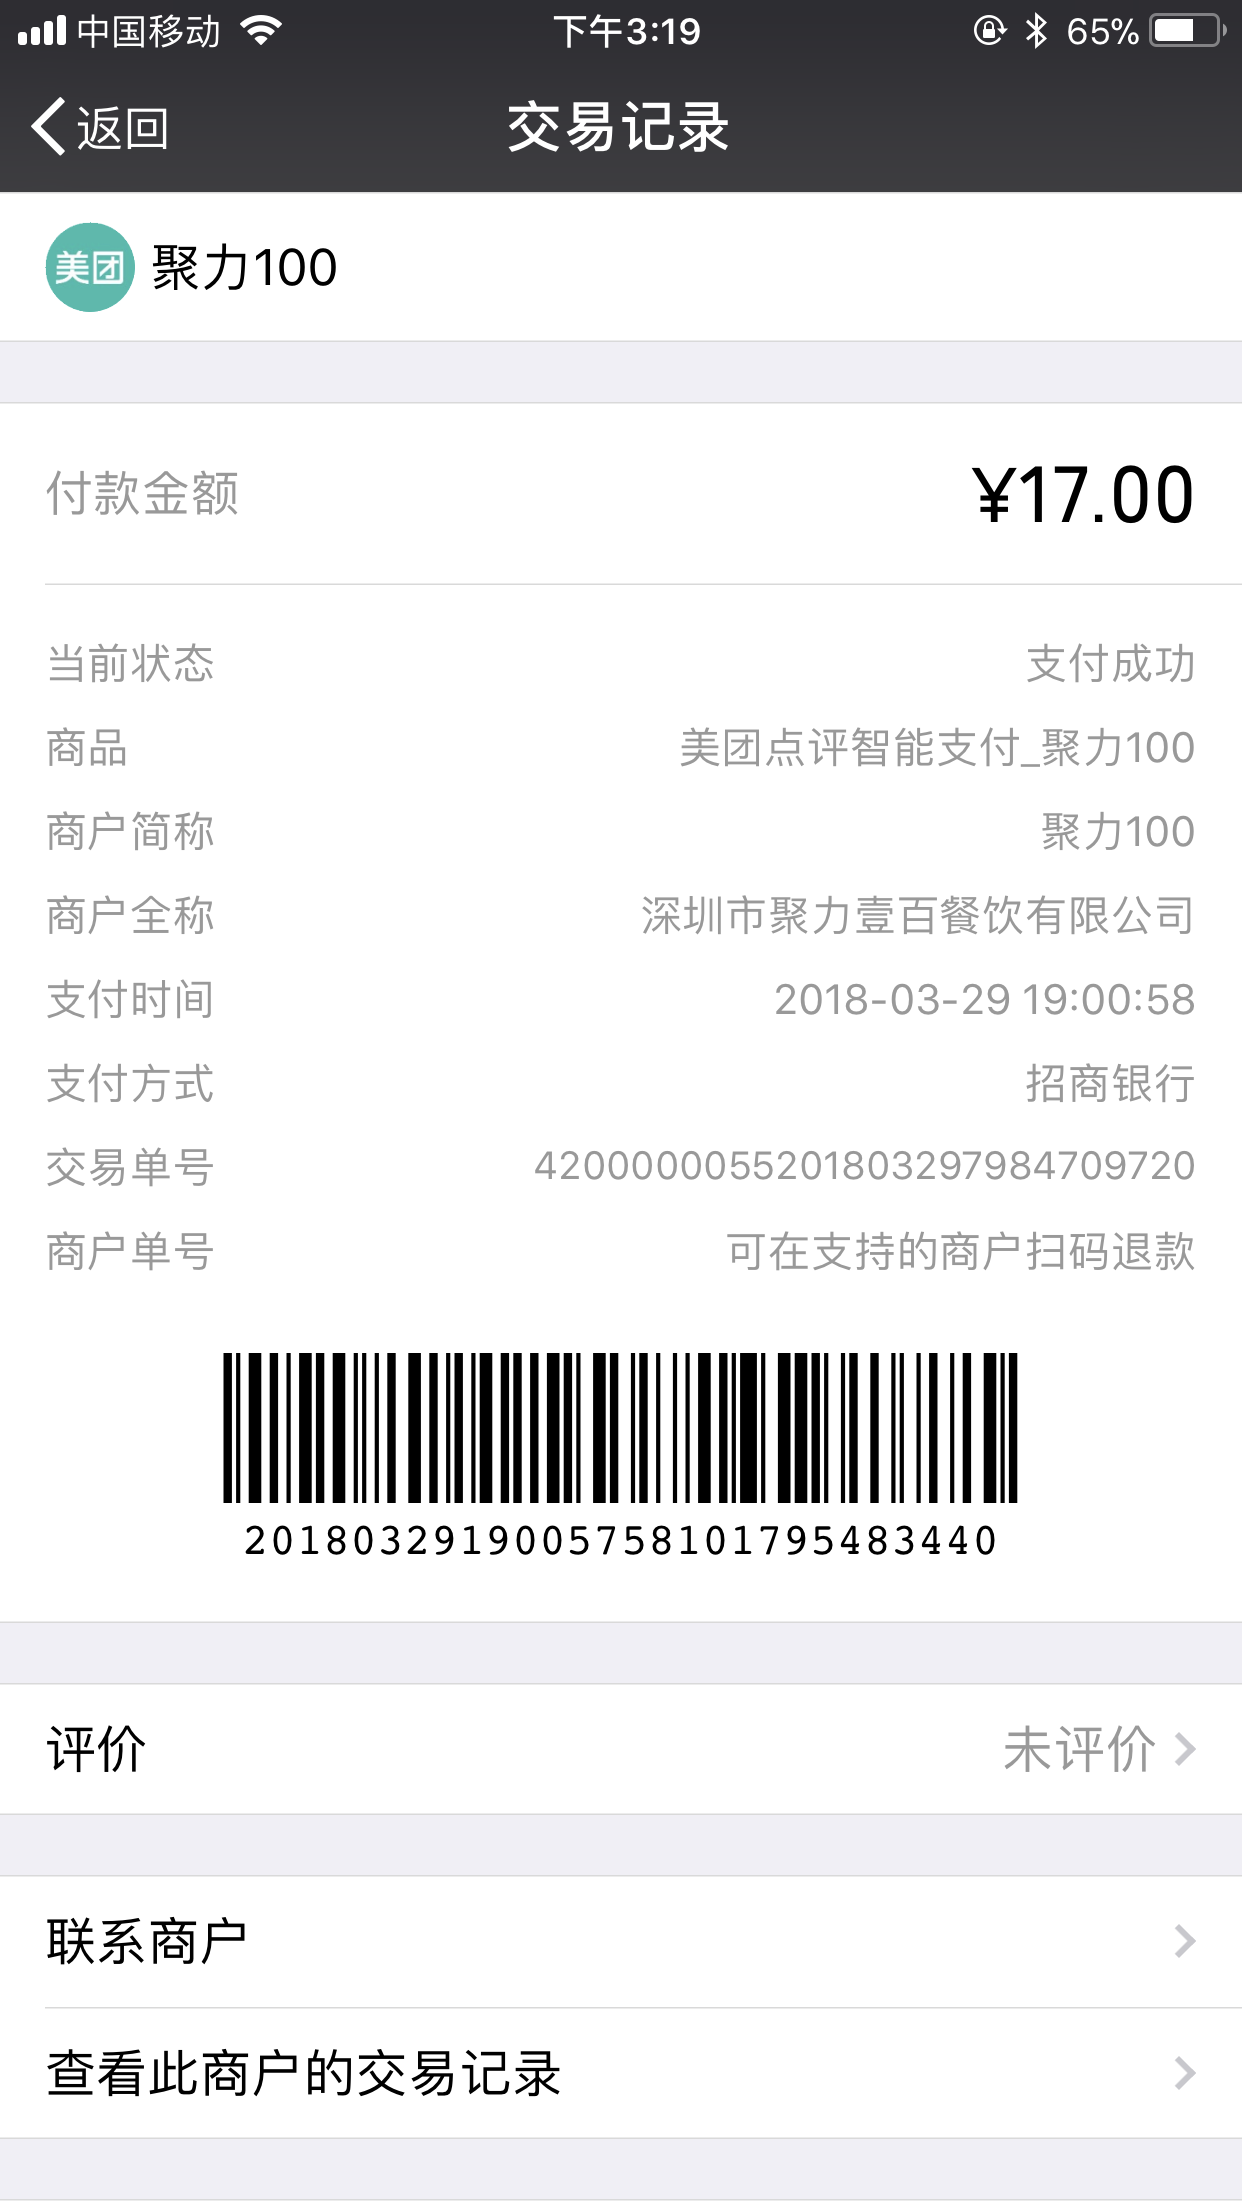 中国移动 下午3:19 65%
返回 交易记录
美团 聚力100
付款金额 ¥17.00
当前状态 支付成功
商品 美团点评智能支付_聚力100
商户简称 聚力100
商户全称 深圳市聚力壹百餐饮有限公司
支付时间 2018-03-29 19:00:58
支付方式 招商银行
交易单号 4200000055201803297984709720
商户单号 可在支持的商户扫码退款
2018032919005758101795483440
评价 未评价
联系商户
查看此商户的交易记录